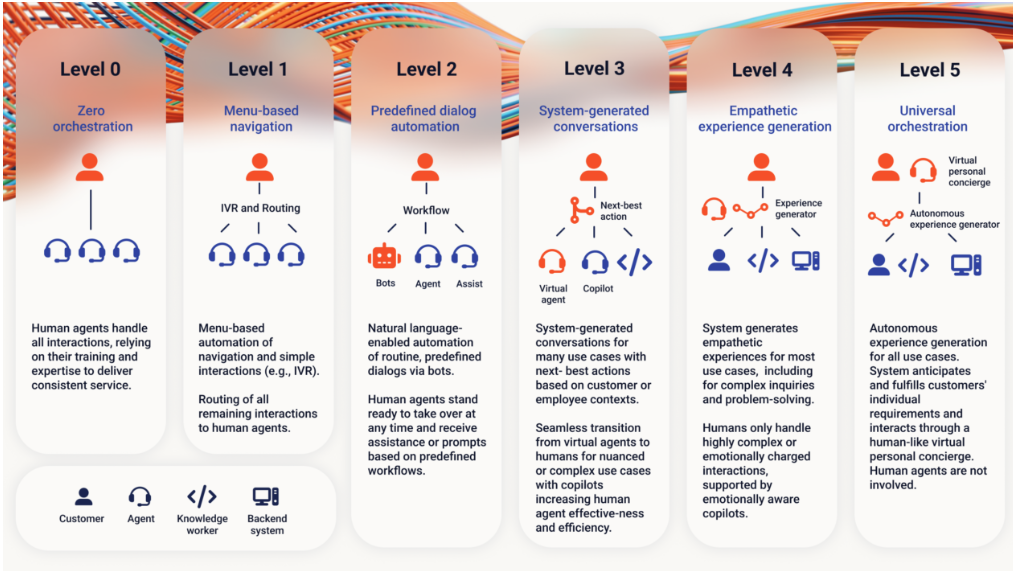 Level 0
Zero
orchestration
Human agents handle
all interactions, relying
on their training and
expertise to deliver
consistent service.
Level 1
Menu-based
navigation
IVR and Routing
Menu-based
automation of
navigation and simple
interactions (e.g., IVR).
Routing of all
remaining interactions
to human agents.
Level 2
Predefined dialog
automation
Workflow
Bots
Agent
Assist
Natural language-
enabled automation
of routine, predefined
dialogs via bots.
Human agents stand
ready to take over at
any time and receive
assistance or prompts
based on predefined
workflows.
Level 3
System-generated
conversations
Next-best
action
Virtual
agent
Copilot
System-generated
conversations for
many use cases with
next- best actions
based on customer or
employee contexts.
Seamless transition
from virtual agents to
humans for nuanced
or complex use cases
with copilots
increasing human
agent effective-ness
and efficiency.
Level 4
Empathetic
experience generation
Experience
generator
System generates
empathetic
experiences for most
use cases, including
for complex inquiries
and problem-solving.
Humans only handle
highly complex or
emotionally charged
interactions,
supported by
emotionally aware
copilots.
Level 5
Universal
orchestration
Virtual
personal
concierge
Autonomous
experience generator
Autonomous
experience generation
for all use cases.
System anticipates
and fulfills customers'
individual
requirements and
interacts through a
human-like virtual
personal concierge.
Human agents are not
involved.
Customer
Agent
Knowledge
worker
Backend
system